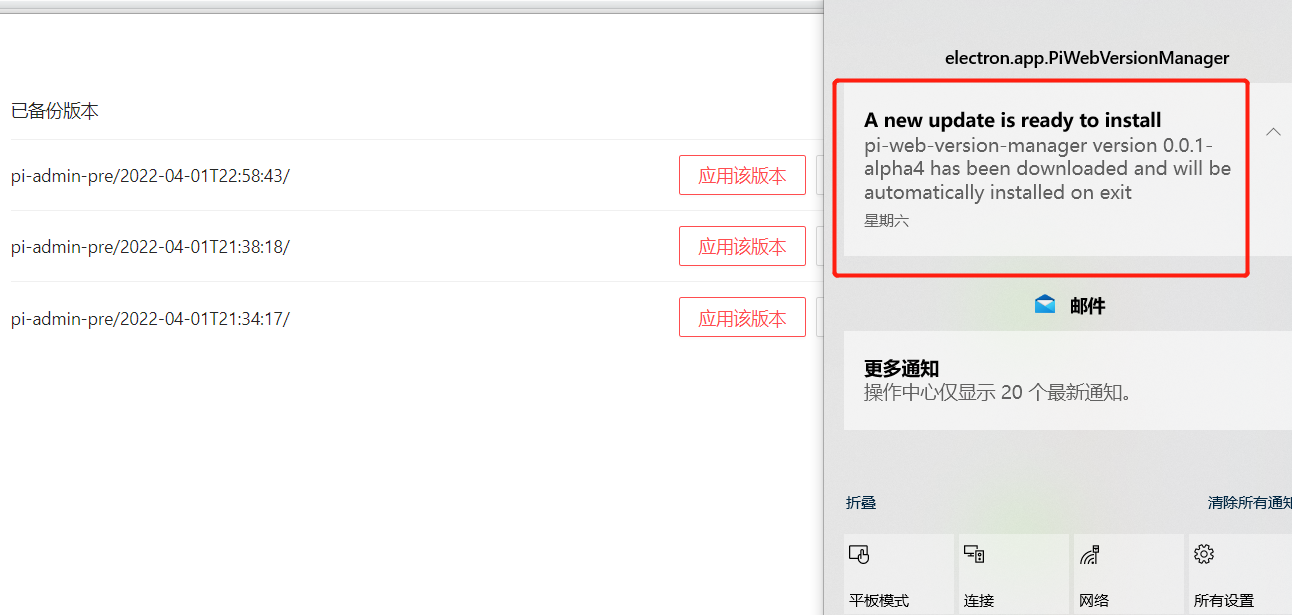 electron.app.PiWebVersionManager
已备份版本
A new update is ready to install
pi-web-version-manager version 0.0.1-
alpha4 has been downloaded and will be
automatically installed on exit
星期六
pi-admin-pre/2022-04-01T22:58:43/
应用该版本
pi-admin-pre/2022-04-01T21:38:18/
应用该版本
pi-admin-pre/2022-04-01T21:34:17/
应用该版本
邮件
更多通知
操作中心仅显示 20 个最新通知。
折叠
清除所有通知
平板模式
连接
网络
所有设置